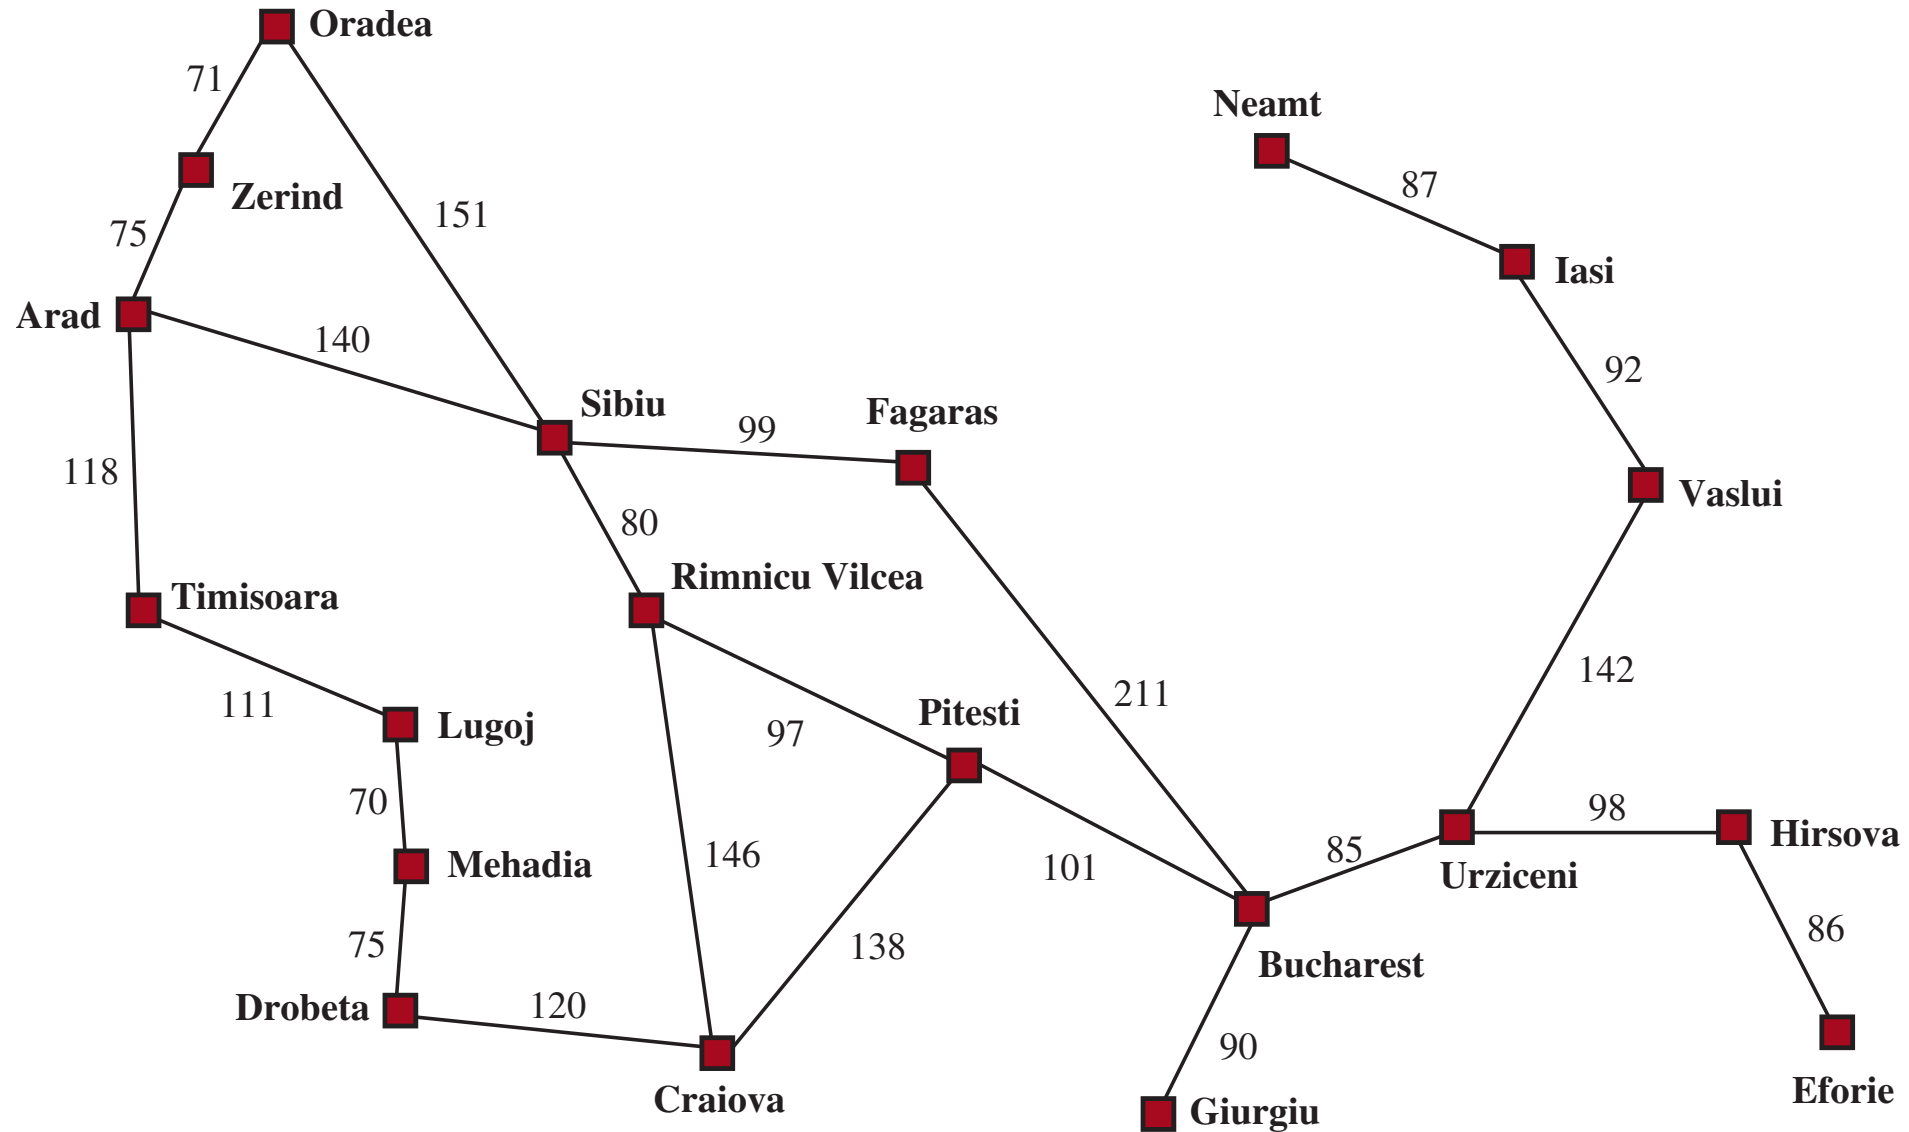 Oradea
71
Neamt
87
Zerind
151
75
Iasi
Arad
140
92
Sibiu
Fagaras
99
118
Vaslui
80
Rimnicu Vilcea
Timisoara
142
211
111
Pitesti
Lugoj
97
70
98
Hirsova
146
85
Mehadia
101
Urziceni
86
75
138
Bucharest
Drobeta
120
90
Eforie
Craiova
Giurgiu